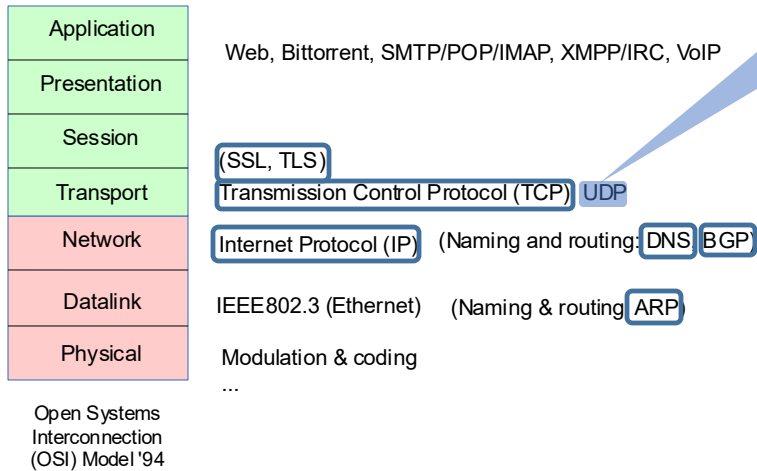 Application
Web, Bittorrent, SMTP/POP/IMAP, XMPP/IRC, VoIP
Presentation
Session
(SSL, TLS)
Transport
Transmission Control Protocol (TCP) UDP
Network
Internet Protocol (IP) (Naming and routing: DNS, BGP)
Datalink
IEEE802.3 (Ethernet) (Naming & routing ARP)
Physical
Modulation & coding
...
Open Systems
Interconnection
(OSI) Model '94